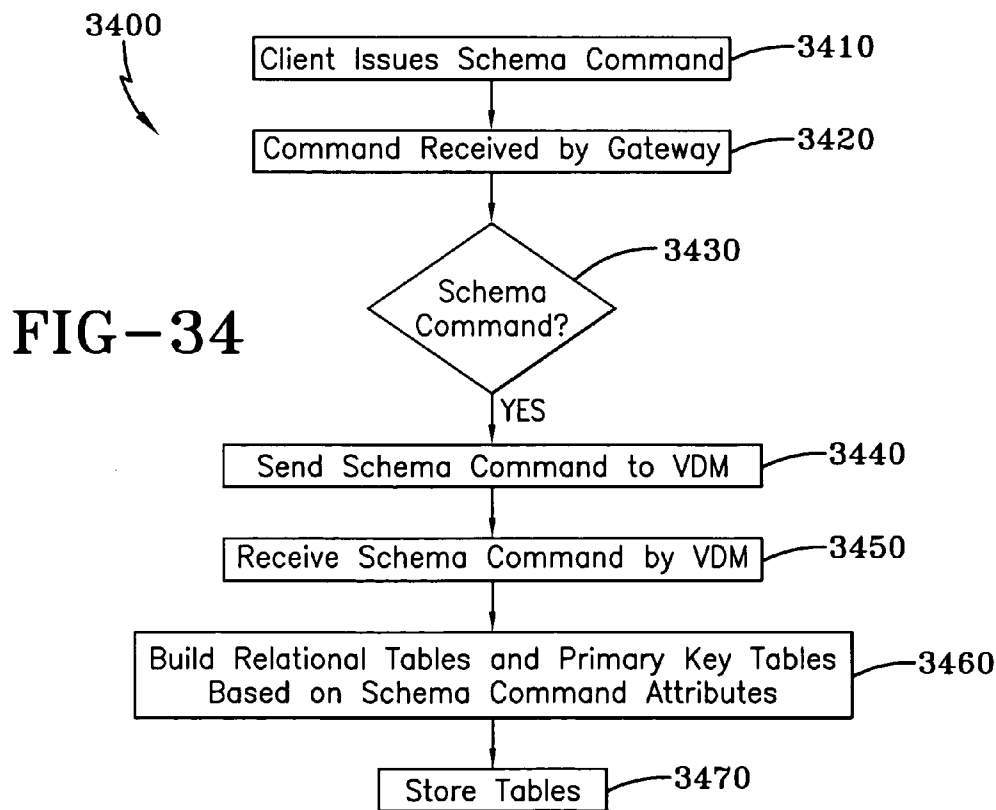 3400
Client Issues Schema Command
3410
Command Received by Gateway
3420
Schema
Command?
3430
FIG-34
YES
Send Schema Command to VDM
3440
Receive Schema Command by VDM
3450
Build Relational Tables and Primary Key Tables
Based on Schema Command Attributes
3460
Store Tables
3470